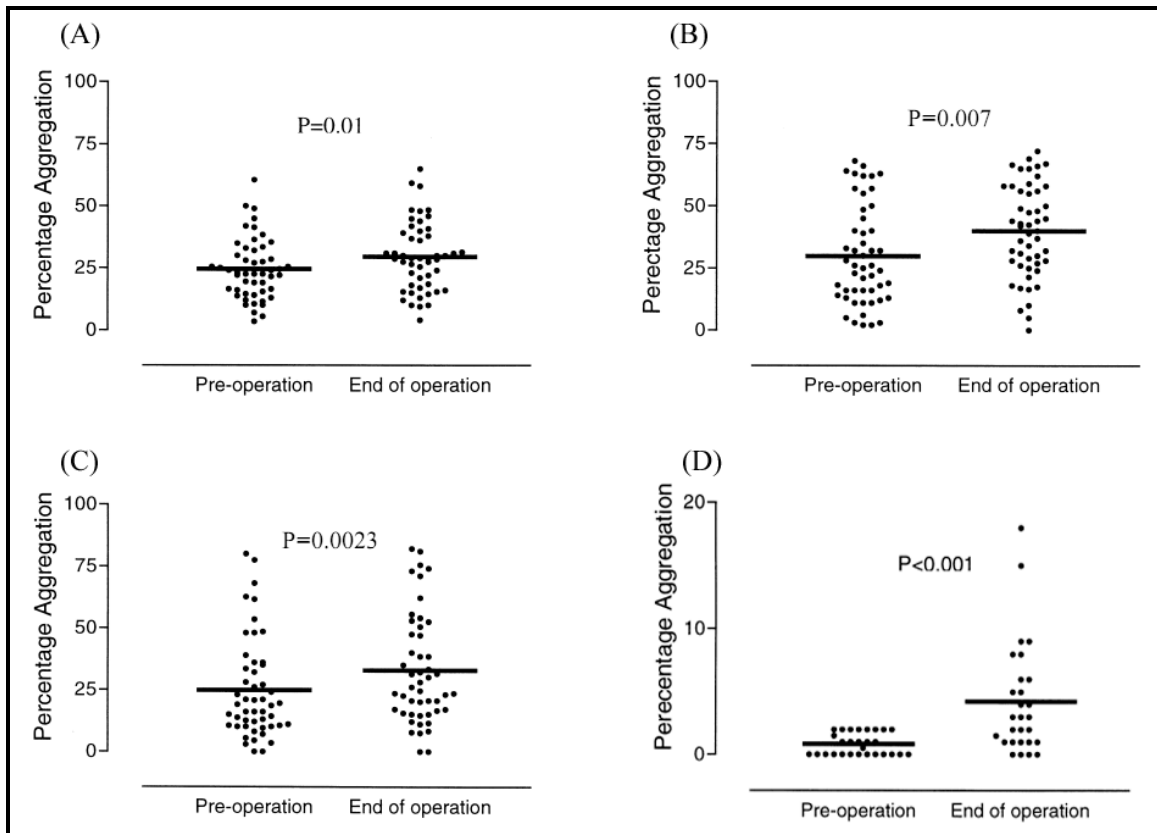 (A)
Percentage Aggregation
100
75
50
25
0
P=0.01
Pre-operation
End of operation
(B)
Perectage Aggregation
100
75
50
25
0
P=0.007
Pre-operation
End of operation
(C)
Percentage Aggregation
100
75
50
25
0
P=0.0023
Pre-operation
End of operation
(D)
Perecentage Aggregation
20
10
0
P<0.001
Pre-operation
End of operation